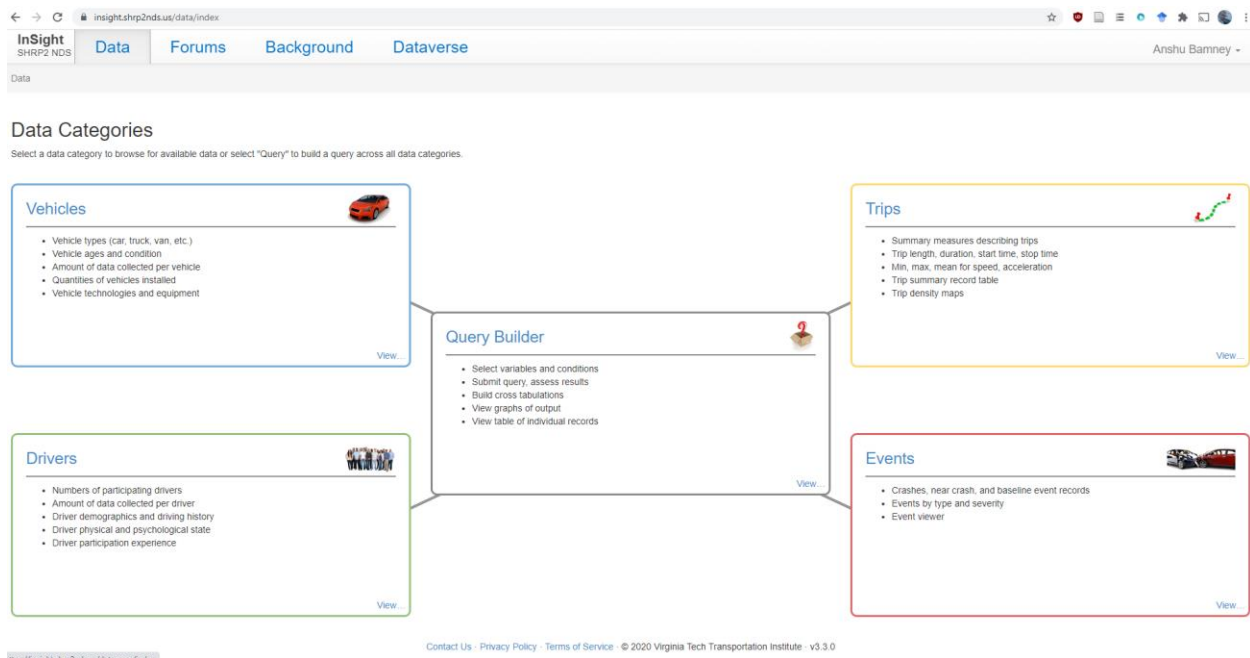 insight.shrp2nds.us/data/index
InSight
SHRP2 NDS
Data
Forums
Background
Dataverse
Anshu Bamney
Data
Data Categories
Select a data category to browse for available data or select "Query" to build a query across all data categories.
Vehicles
• Vehicle types (car, truck, van, etc.)
• Vehicle ages and condition
• Amount of data collected per vehicle
• Quantities of vehicles installed
• Vehicle technologies and equipment
View...
Trips
• Summary measures describing trips
• Trip length, duration, start time, stop time
• Min, max, mean for speed, acceleration
• Trip summary record table
• Trip density maps
View...
Query Builder
• Select variables and conditions
• Submit query, assess results
• Build cross tabulations
• View graphs of output
• View table of individual records
View...
Drivers
• Numbers of participating drivers
• Amount of data collected per driver
• Driver demographics and driving history
• Driver physical and psychological state
• Driver participation experience
View...
Events
• Crashes, near crash, and baseline event records
• Events by type and severity
• Event viewer
View...
Contact Us · Privacy Policy · Terms of Service · © 2020 Virginia Tech Transportation Institute · v3.3.0